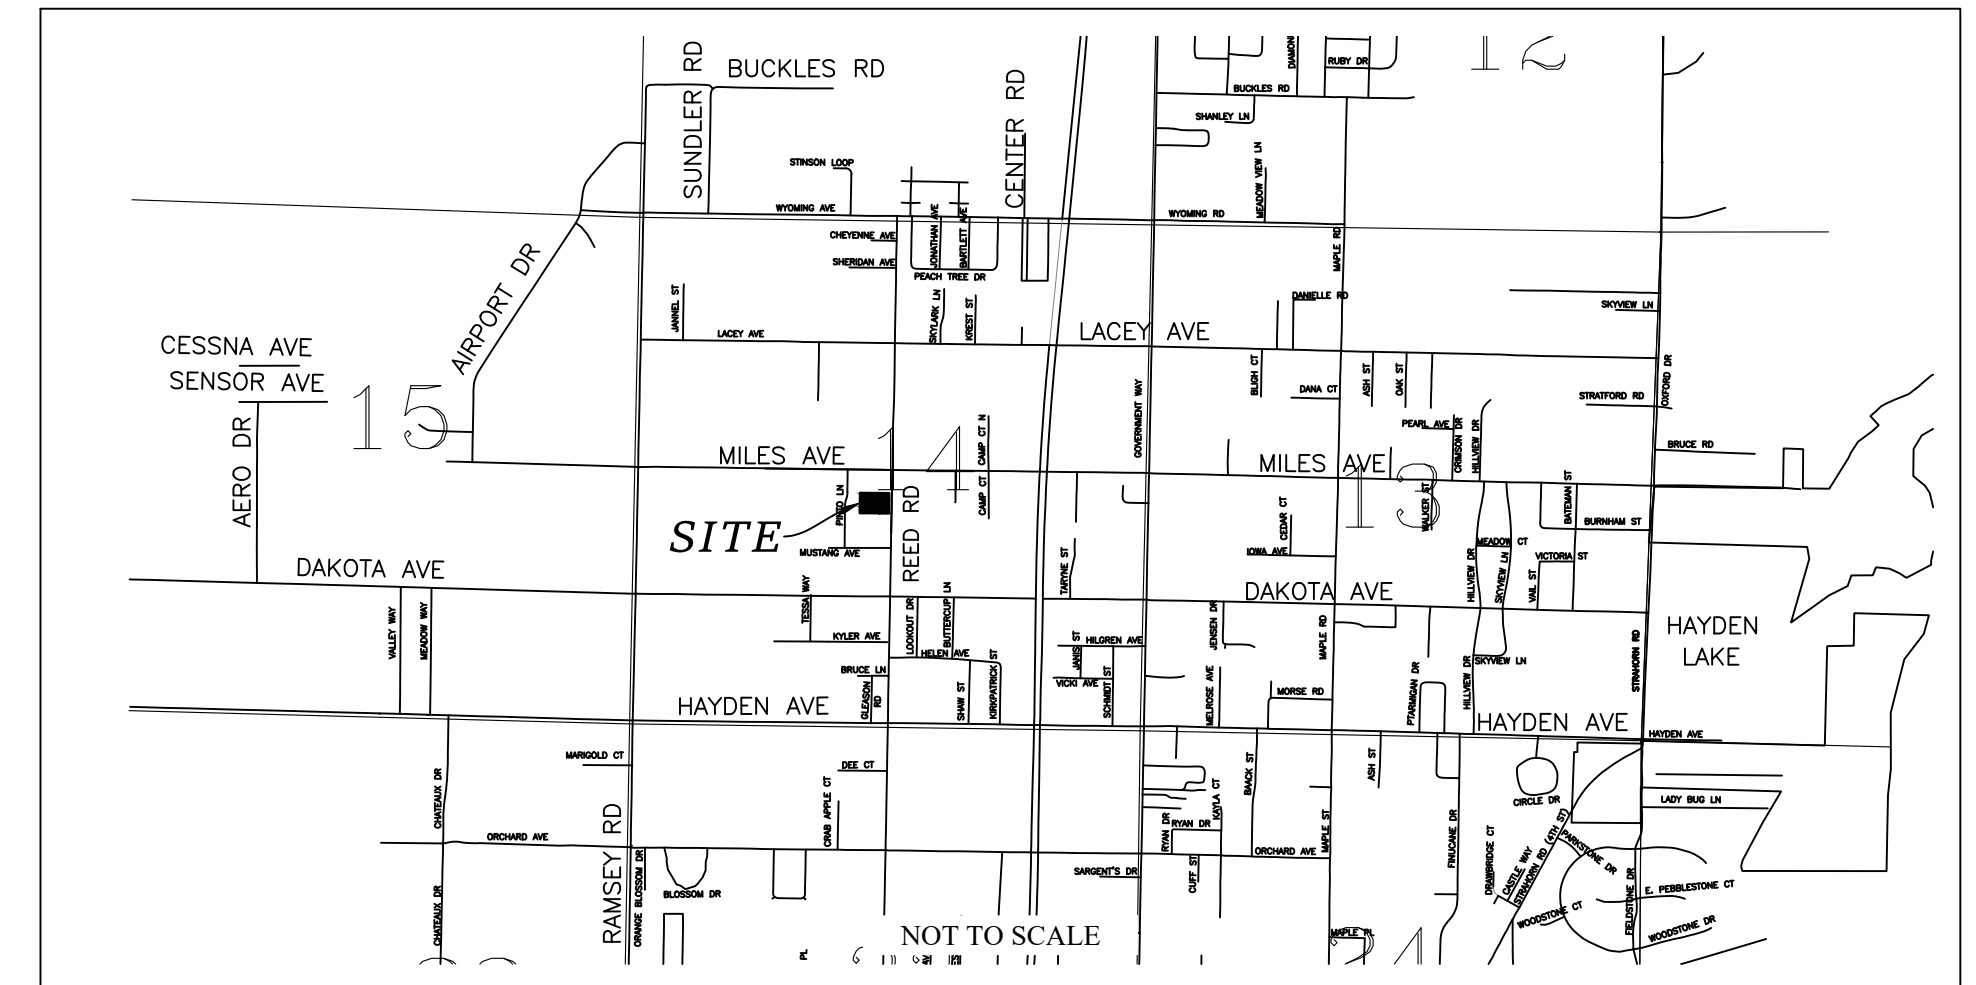 SUNDLER RD
BUCKLES RD
CENTER RD
DIAMON
RUBY DR
12
BUCKLES RD
SHANLEY LN
STINSON LOOP
MEADOW VIEW LN
WYOMING AVE
WYOMING RD
JONATHAN AVE
BARTLETT AVE
CHEYENNE AVE
SHERIDAN AVE
PEACH TREE DR
MAPLE RD
AIRPORT DR
JANNEL ST
SKYLARK LN
KREST ST
DANIELLE RD
SKYVIEW LN
LACEY AVE
LACEY AVE
CESSNA AVE
SENSOR AVE
15
AERO DR
GOVERNMENT WAY
BLIGH CT
DANA CT
ASH ST
OAK ST
STRATFORD RD
OXFORD DR
PEARL AVE
CRIMSON DR
HILLVIEW DR
BRUCE RD
MILES AVE
14
CAMP CT N
CAMP CT
MILES AVE
13
WALKER ST
PINTO LN
REED RD
SITE
MUSTANG AVE
CEDAR CT
IOWA AVE
BATEMAN ST
BURNHAM ST
MEADOW CT
VICTORIA ST
HILLVIEW DR
SKYVIEW LN
VAIL ST
DAKOTA AVE
TARYNE ST
DAKOTA AVE
VALLEY WAY
MEADOW WAY
TESSA WAY
KYLER AVE
LOOKOUT DR
BUTTERCUP LN
HELEN AVE
BRUCE LN
GLEASON
RD
SHAW ST
KIRKPATRICK ST
JANIS ST
HILGREN AVE
VICKI AVE
SCHMIDT ST
JENSEN DR
MELROSE AVE
MORSE RD
MAPLE RD
PTARMIGAN DR
HILLVIEW DR
SKYVIEW LN
STRAHORN RD
HAYDEN
LAKE
HAYDEN AVE
HAYDEN AVE
HAYDEN AVE
MARIGOLD CT
DEE CT
CHATEAUX DR
RAMSEY RD
CRAB APPLE CT
ORCHARD AVE
BAACK ST
KAYLA CT
RYAN DR
RYAN DR
ORCHARD AVE
MAPLE ST
ASH ST
FINUCANE DR
CIRCLE DR
LADY BUG LN
DRAWBRIDGE CT
CASTLE WAY
STRAHORN RD (4TH ST)
PARKSTONE DR
E. PEBBLESTONE CT
FIELDSTONE DR
WOODSTONE CT
WOODSTONE DR
CHATEAUX DR
ORANGE BLOSSOM DR
BLOSSOM DR
SARGENT'S DR
CUFF ST
PL
NOT TO SCALE
MAPLE PL
24